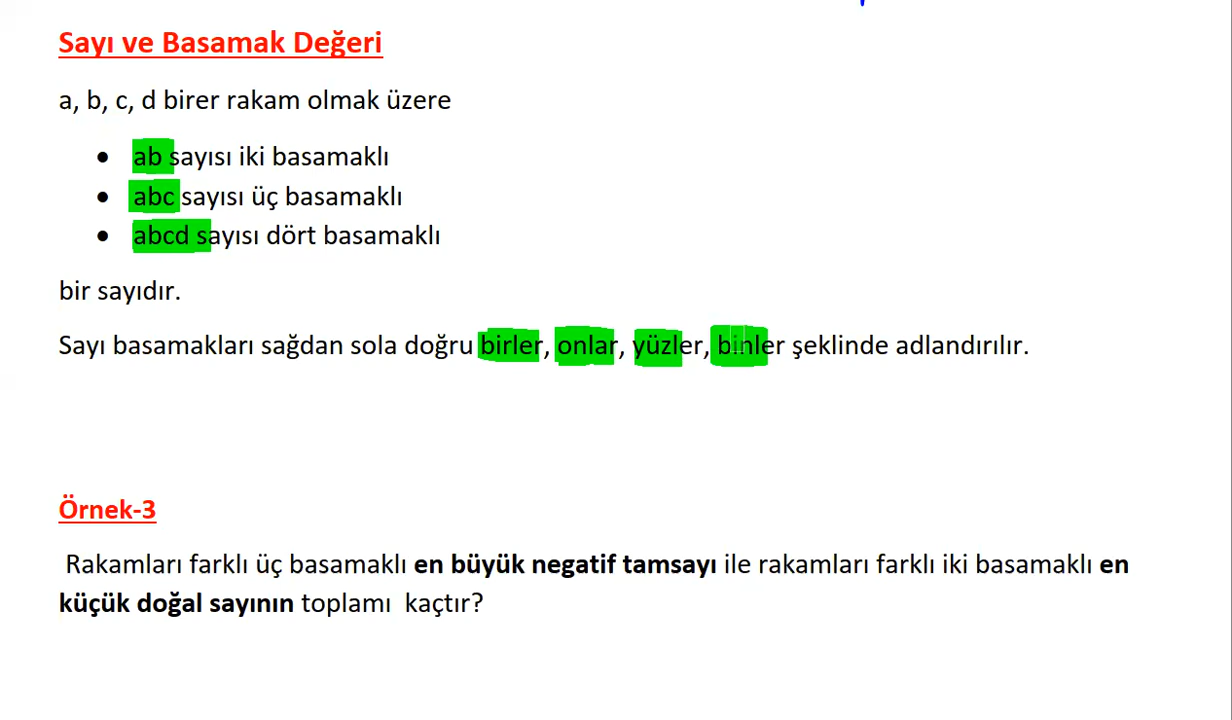 Sayı ve Basamak Değeri
a, b, c, d birer rakam olmak üzere
• ab sayısı iki basamaklı
• abc sayısı üç basamaklı
• abcd sayısı dört basamaklı
bir sayıdır.
Sayı basamakları sağdan sola doğru birler, onlar, yüzler, binler şeklinde adlandırılır.
Örnek-3
Rakamları farklı üç basamaklı en büyük negatif tamsayı ile rakamları farklı iki basamaklı en
küçük doğal sayının toplamı kaçtır?